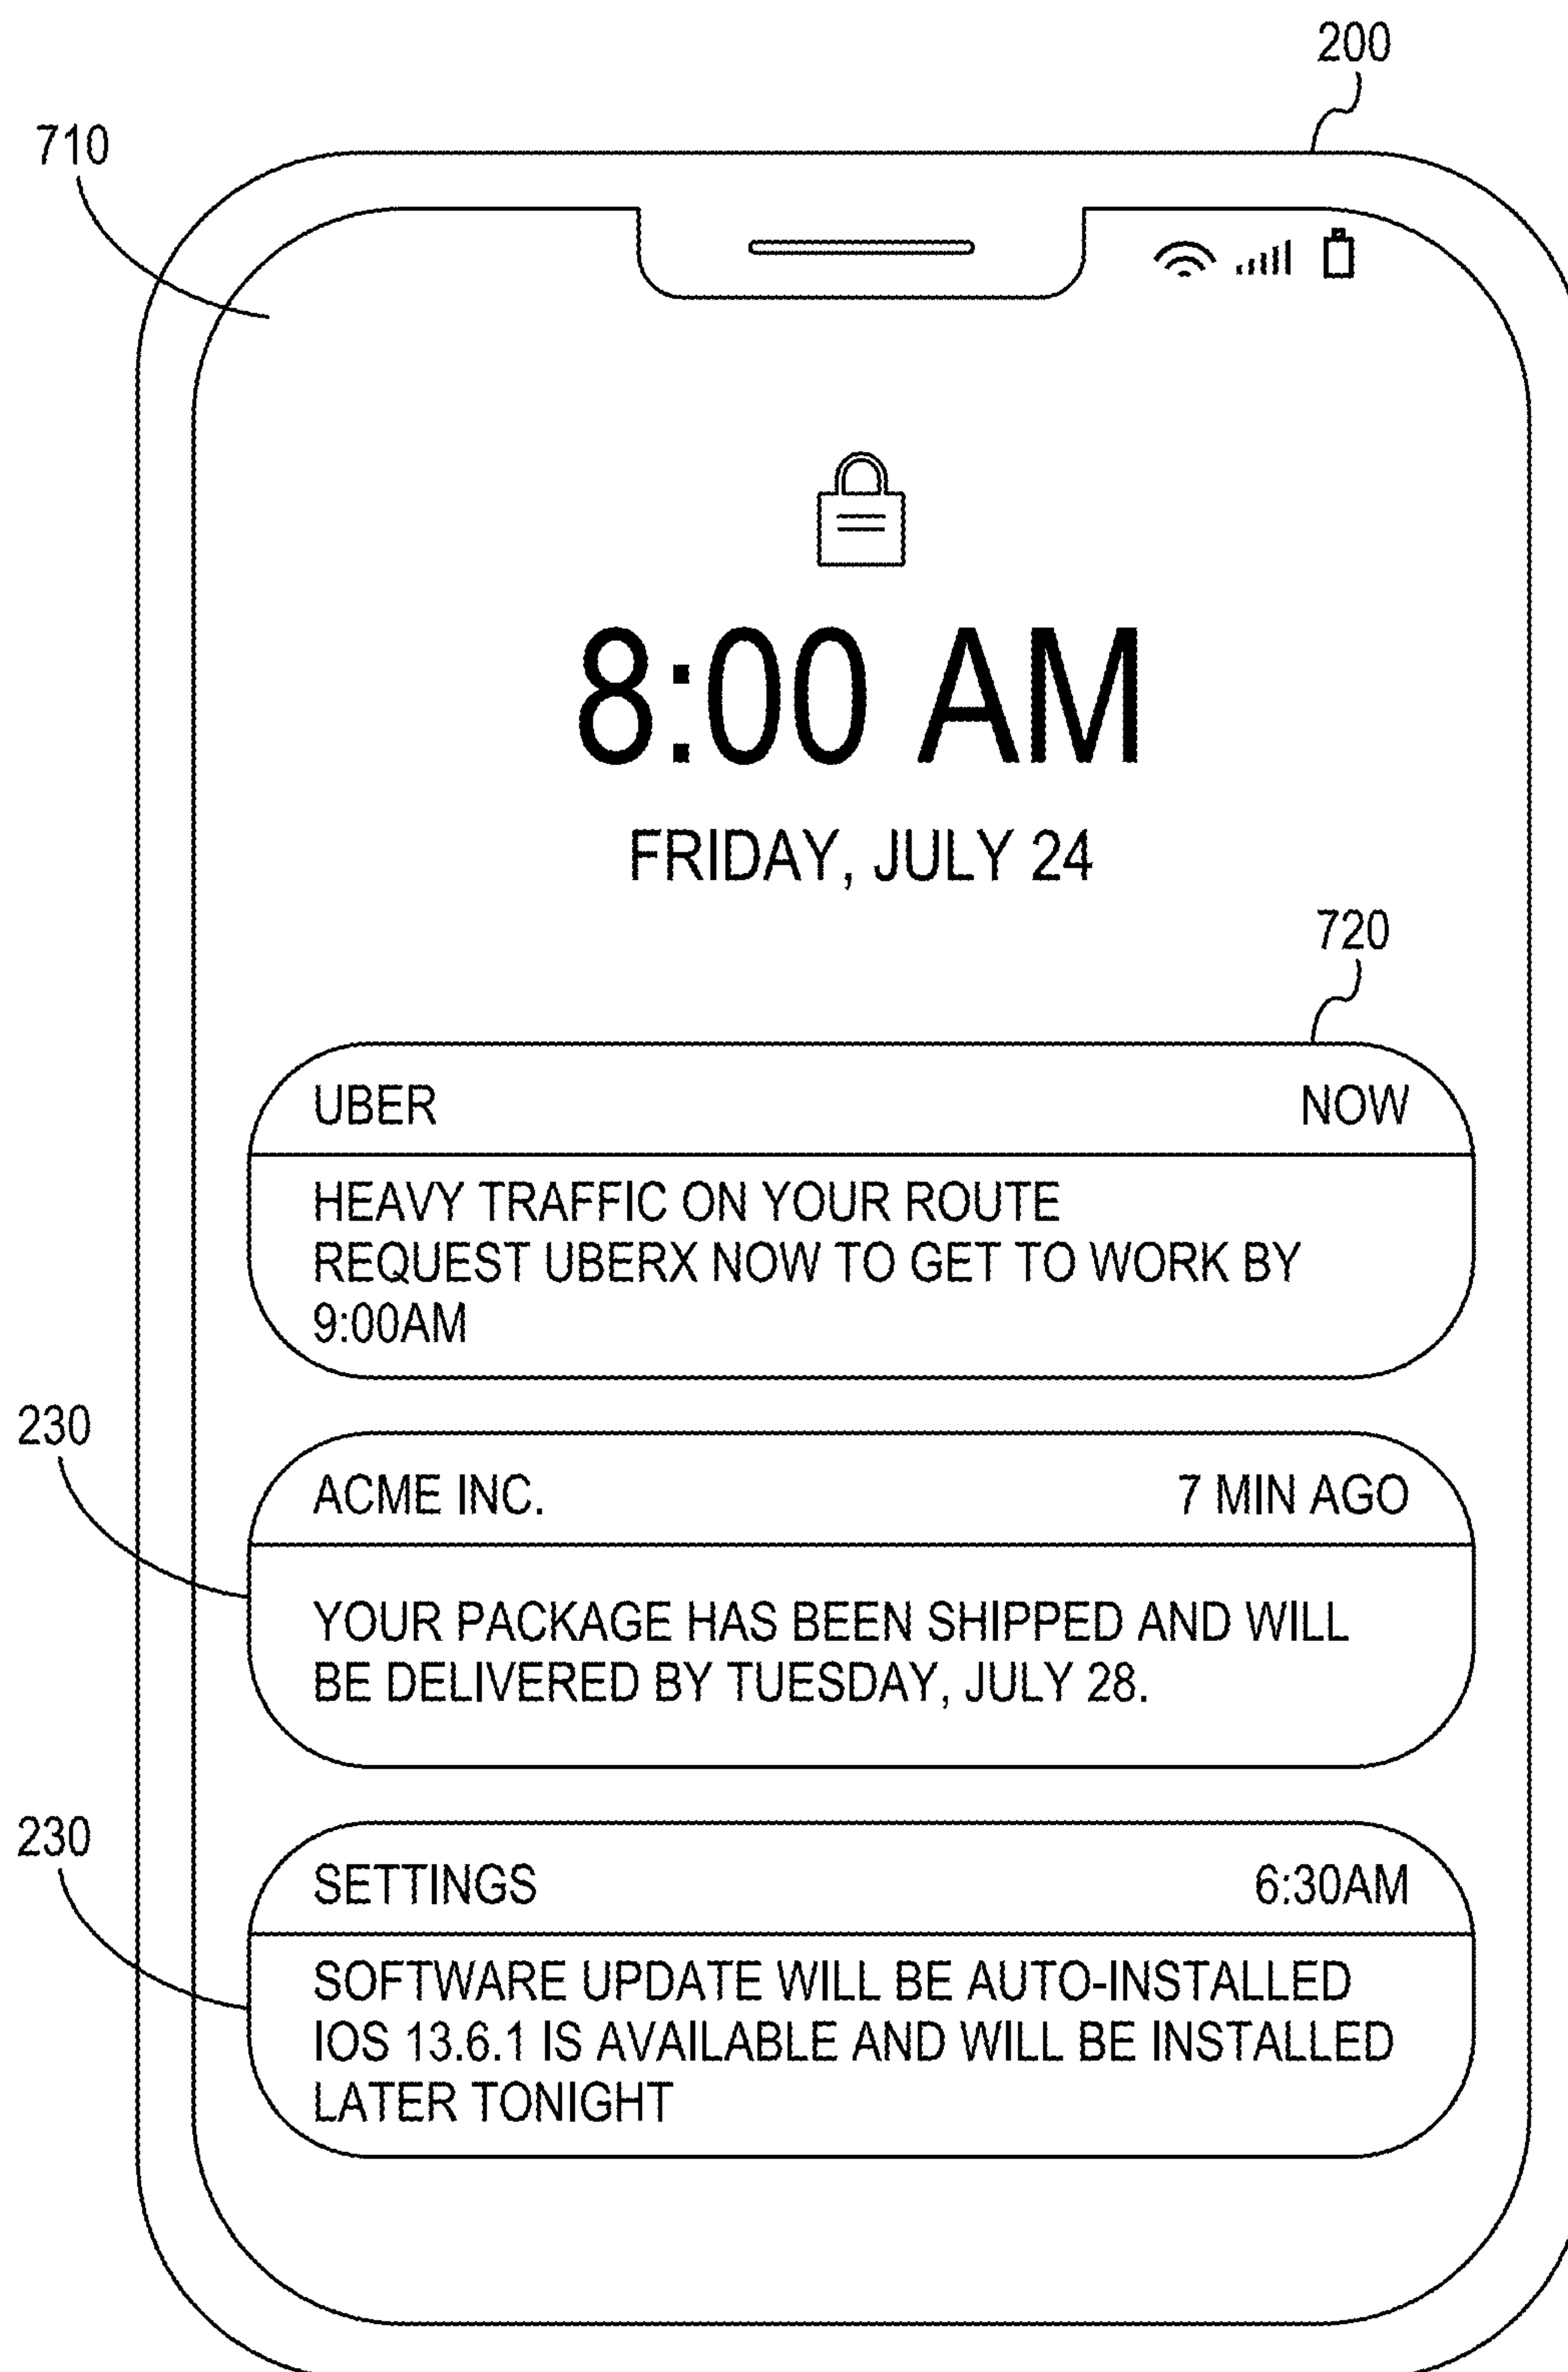 200
710
8:00 AM
FRIDAY, JULY 24
720
UBER NOW
HEAVY TRAFFIC ON YOUR ROUTE
REQUEST UBERX NOW TO GET TO WORK BY
9:00AM
230
ACME INC. 7 MIN AGO
YOUR PACKAGE HAS BEEN SHIPPED AND WILL
BE DELIVERED BY TUESDAY, JULY 28.
230
SETTINGS 6:30AM
SOFTWARE UPDATE WILL BE AUTO-INSTALLED
IOS 13.6.1 IS AVAILABLE AND WILL BE INSTALLED
LATER TONIGHT